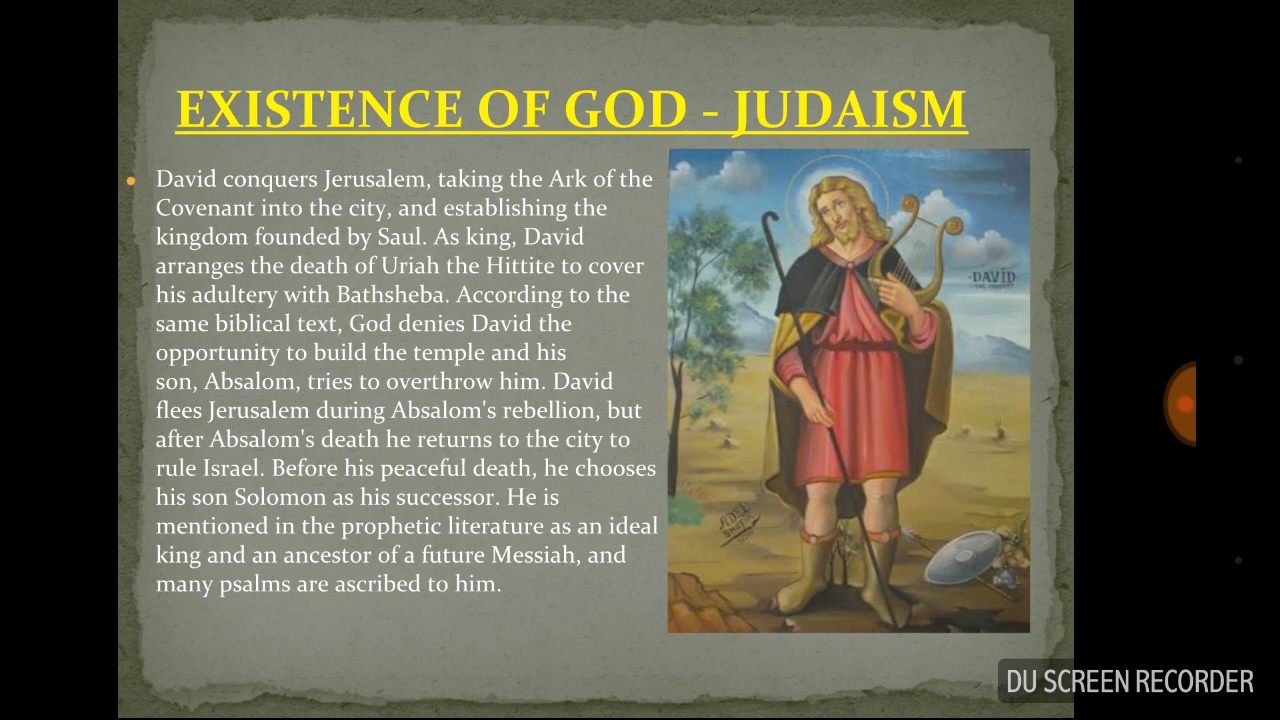 EXISTENCE OF GOD - JUDAISM
David conquers Jerusalem, taking the Ark of the
Covenant into the city, and establishing the
kingdom founded by Saul. As king, David
arranges the death of Uriah the Hittite to cover
his adultery with Bathsheba. According to the
same biblical text, God denies David the
opportunity to build the temple and his
son, Absalom, tries to overthrow him. David
flees Jerusalem during Absalom's rebellion, but
after Absalom's death he returns to the city to
rule Israel. Before his peaceful death, he chooses
his son Solomon as his successor. He is
mentioned in the prophetic literature as an ideal
king and an ancestor of a future Messiah, and
many psalms are ascribed to him.
DAVID
DU SCREEN RECORDER